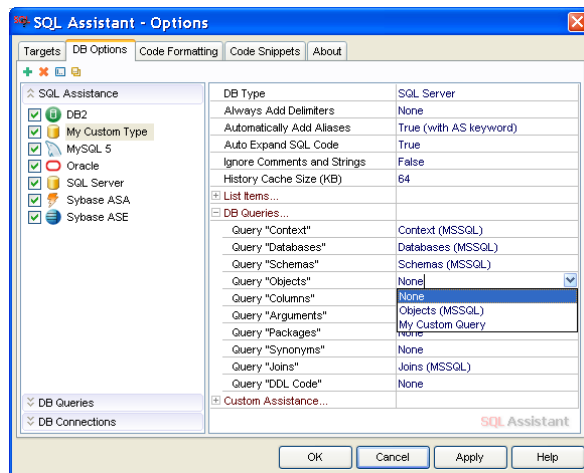 SQL Assistant - Options
Targets DB Options Code Formatting Code Snippets About
SQL Assistance
DB2
My Custom Type
MySQL 5
Oracle
SQL Server
Sybase ASA
Sybase ASE
DB Queries
DB Connections
DB Type SQL Server
Always Add Delimiters None
Automatically Add Aliases True (with AS keyword)
Auto Expand SQL Code True
Ignore Comments and Strings False
History Cache Size (KB) 64
List Items...
DB Queries...
Query "Context" Context (MSSQL)
Query "Databases" Databases (MSSQL)
Query "Schemas" Schemas (MSSQL)
Query "Objects" None
Query "Columns" None
Query "Arguments" Objects (MSSQL)
My Custom Query
Query "Packages" None
Query "Synonyms" None
Query "Joins" Joins (MSSQL)
Query "DDL Code" None
Custom Assistance...
SQL Assistant
OK Cancel Apply Help